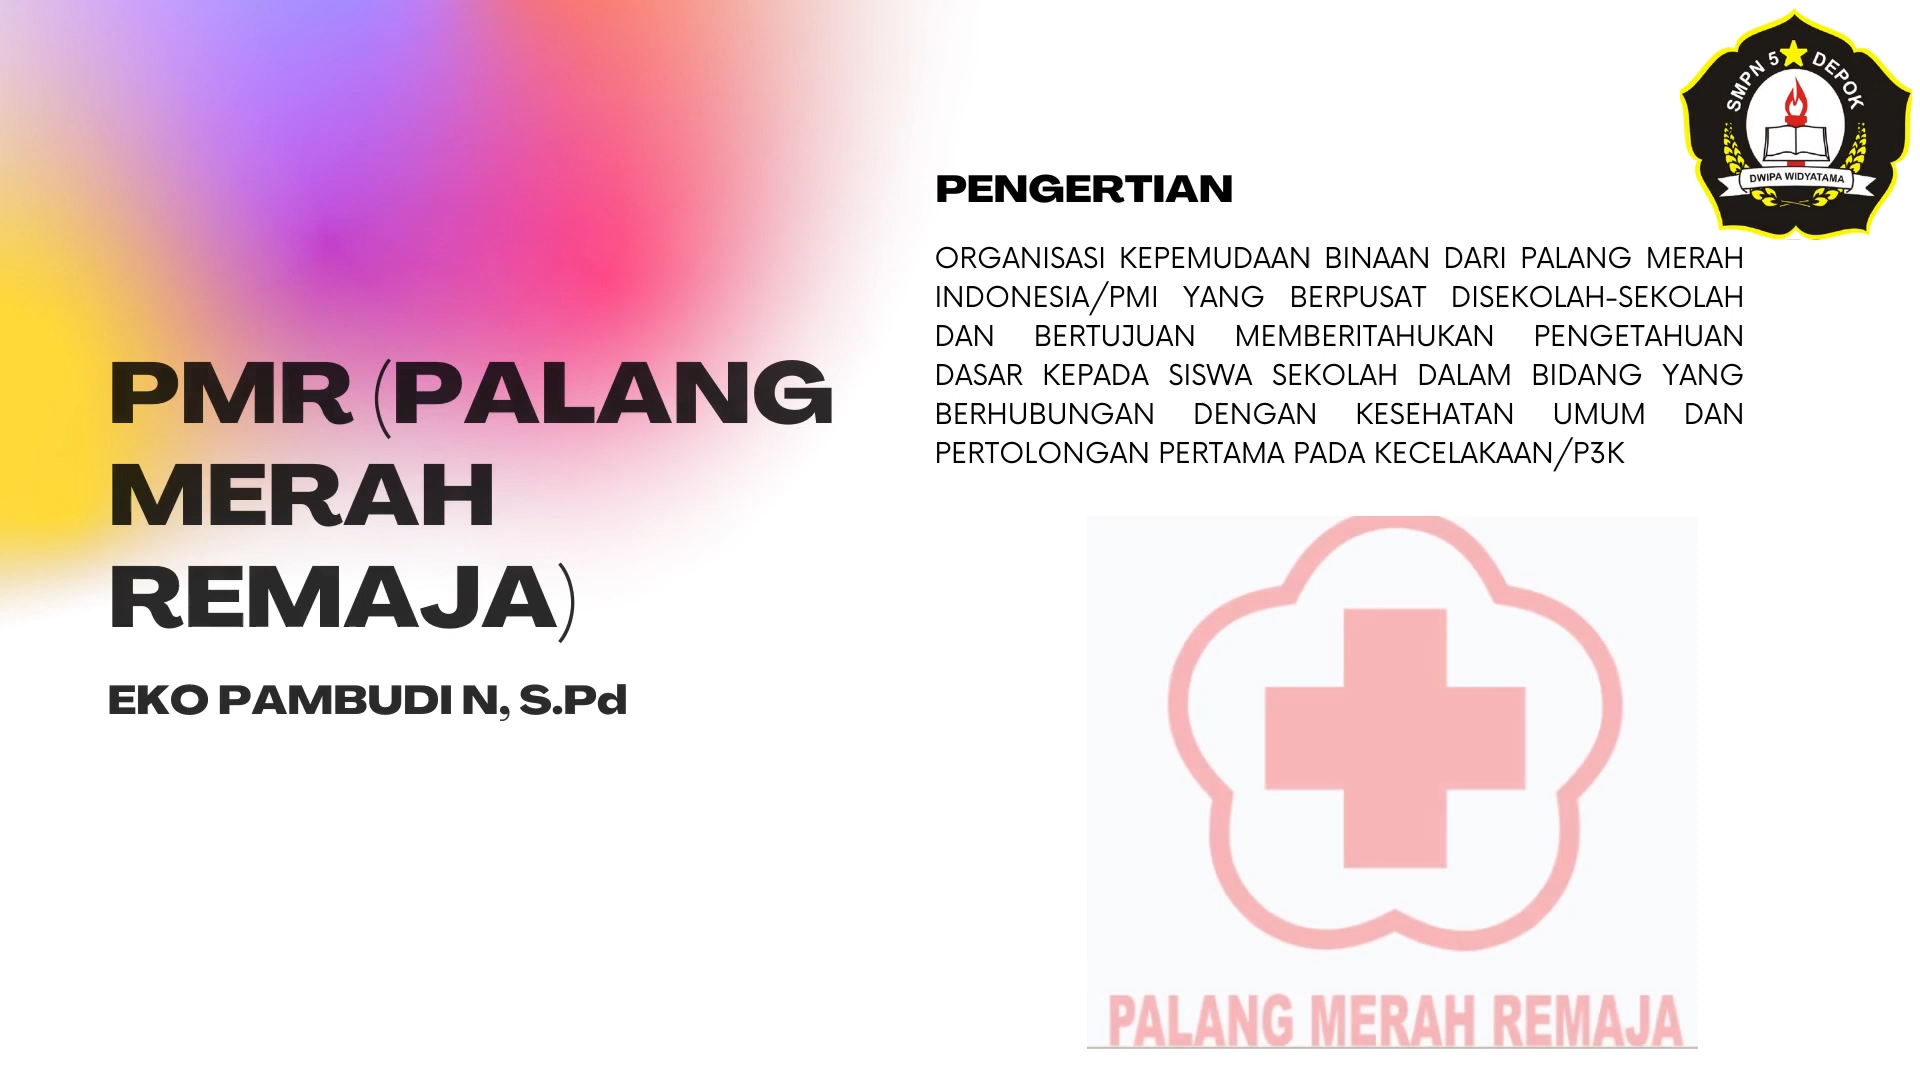 PMR (PALANG
MERAH
REMAJA)
EKO PAMBUDI N, S.Pd
PENGERTIAN
ORGANISASI KEPEMUDAAN BINAAN DARI PALANG MERAH
INDONESIA/PMI YANG BERPUSAT DISEKOLAH-SEKOLAH
DAN BERTUJUAN MEMBERITAHUKAN PENGETAHUAN
DASAR KEPADA SISWA SEKOLAH DALAM BIDANG YANG
BERHUBUNGAN DENGAN KESEHATAN UMUM DAN
PERTOLONGAN PERTAMA PADA KECELAKAAN/P3K
SMPN 5 DEPOK
DWIPA WIDYATAMA
PALANG MERAH REMAJA